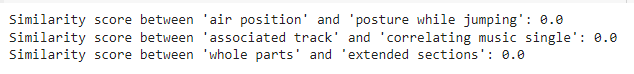 Similarity score between 'air position' and 'posture while jumping': 0.0
Similarity score between 'associated track' and 'correlating music single': 0.0
Similarity score between 'whole parts' and 'extended sections': 0.0